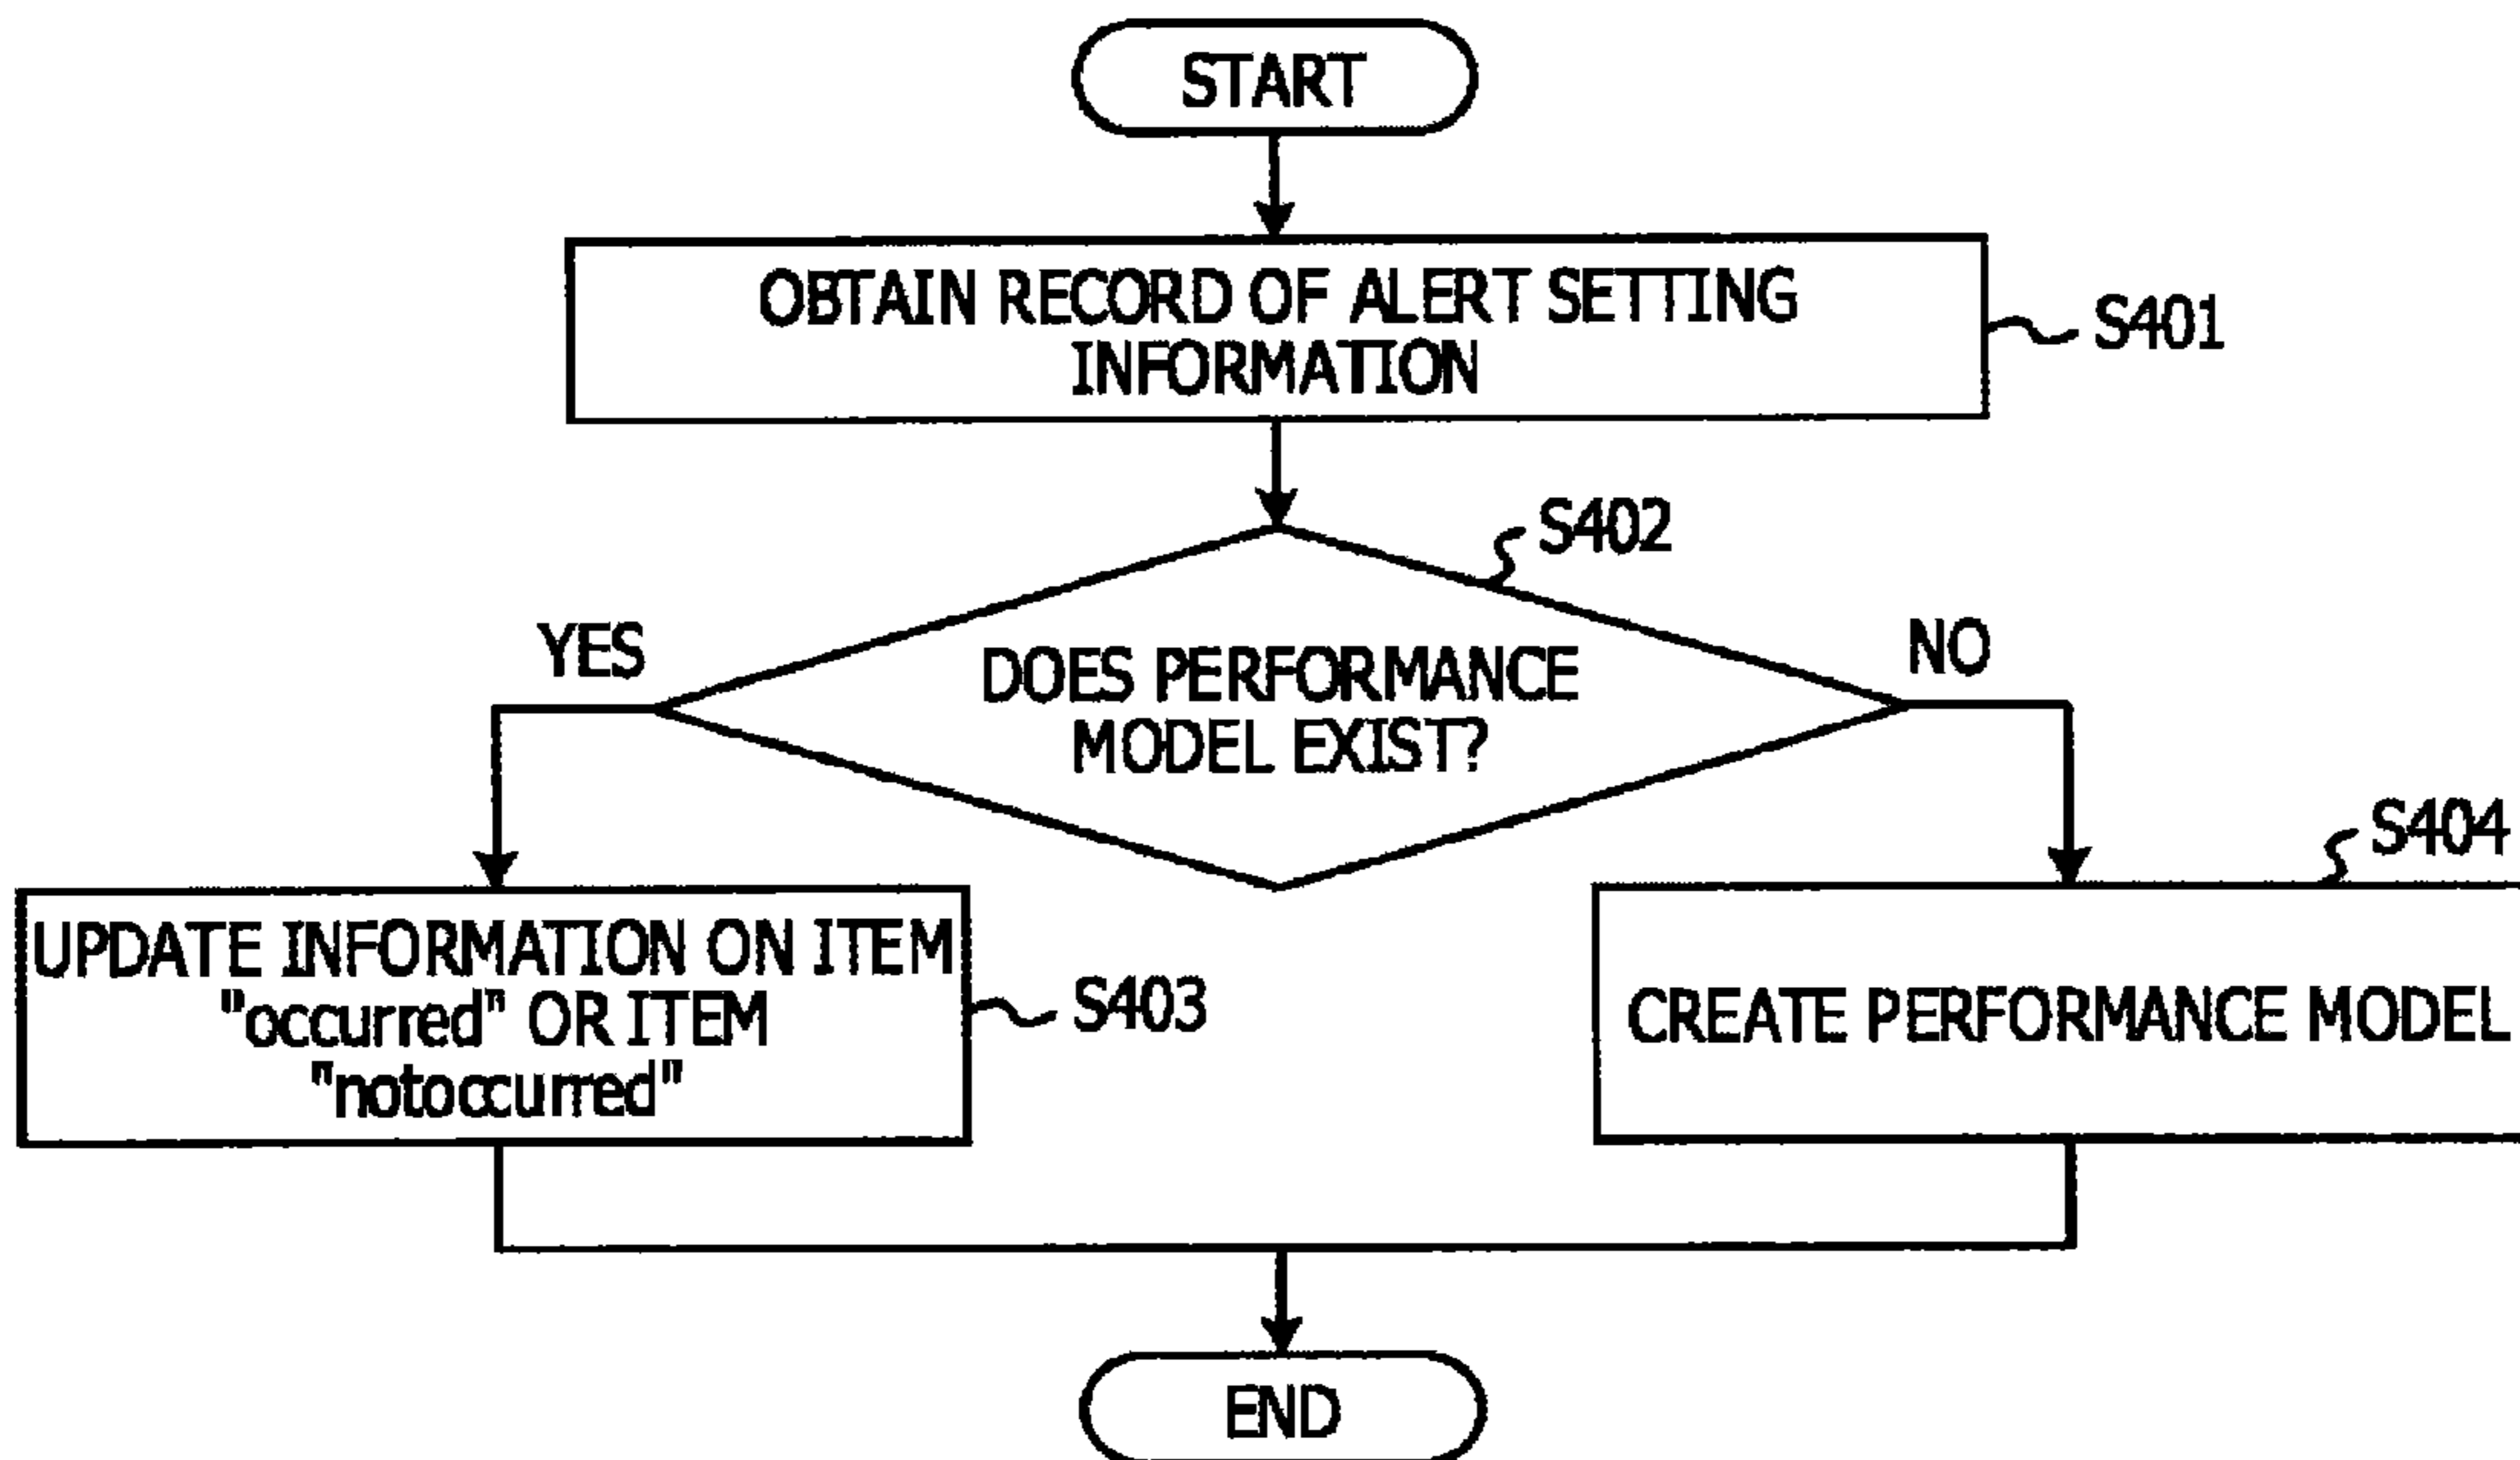 START
OBTAIN RECORD OF ALERT SETTING
INFORMATION
S401
S402
YES
NO
DOES PERFORMANCE
MODEL EXIST?
S404
UPDATE INFORMATION ON ITEM
"occurred" OR ITEM
"notoccurred"
S403
CREATE PERFORMANCE MODEL
END